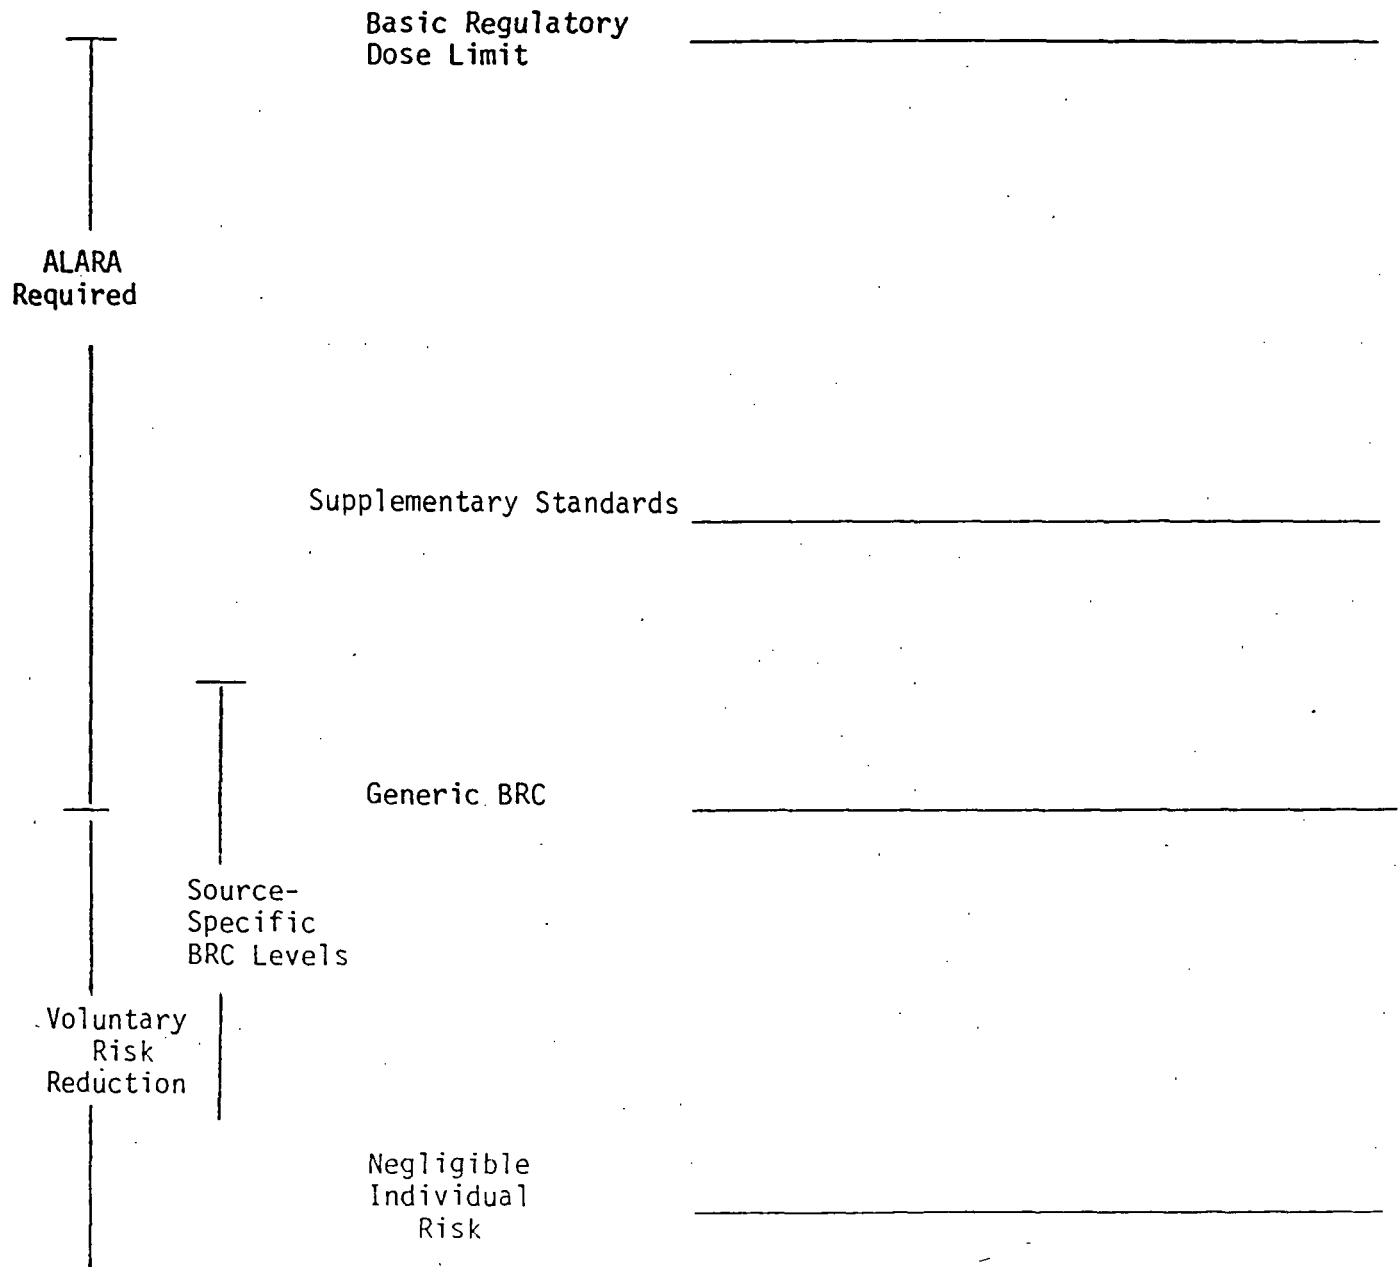 Basic Regulatory
Dose Limit
ALARA
Required
Supplementary Standards
Generic BRC
Source-
Specific
BRC Levels
Voluntary
Risk
Reduction
Negligible
Individual
Risk